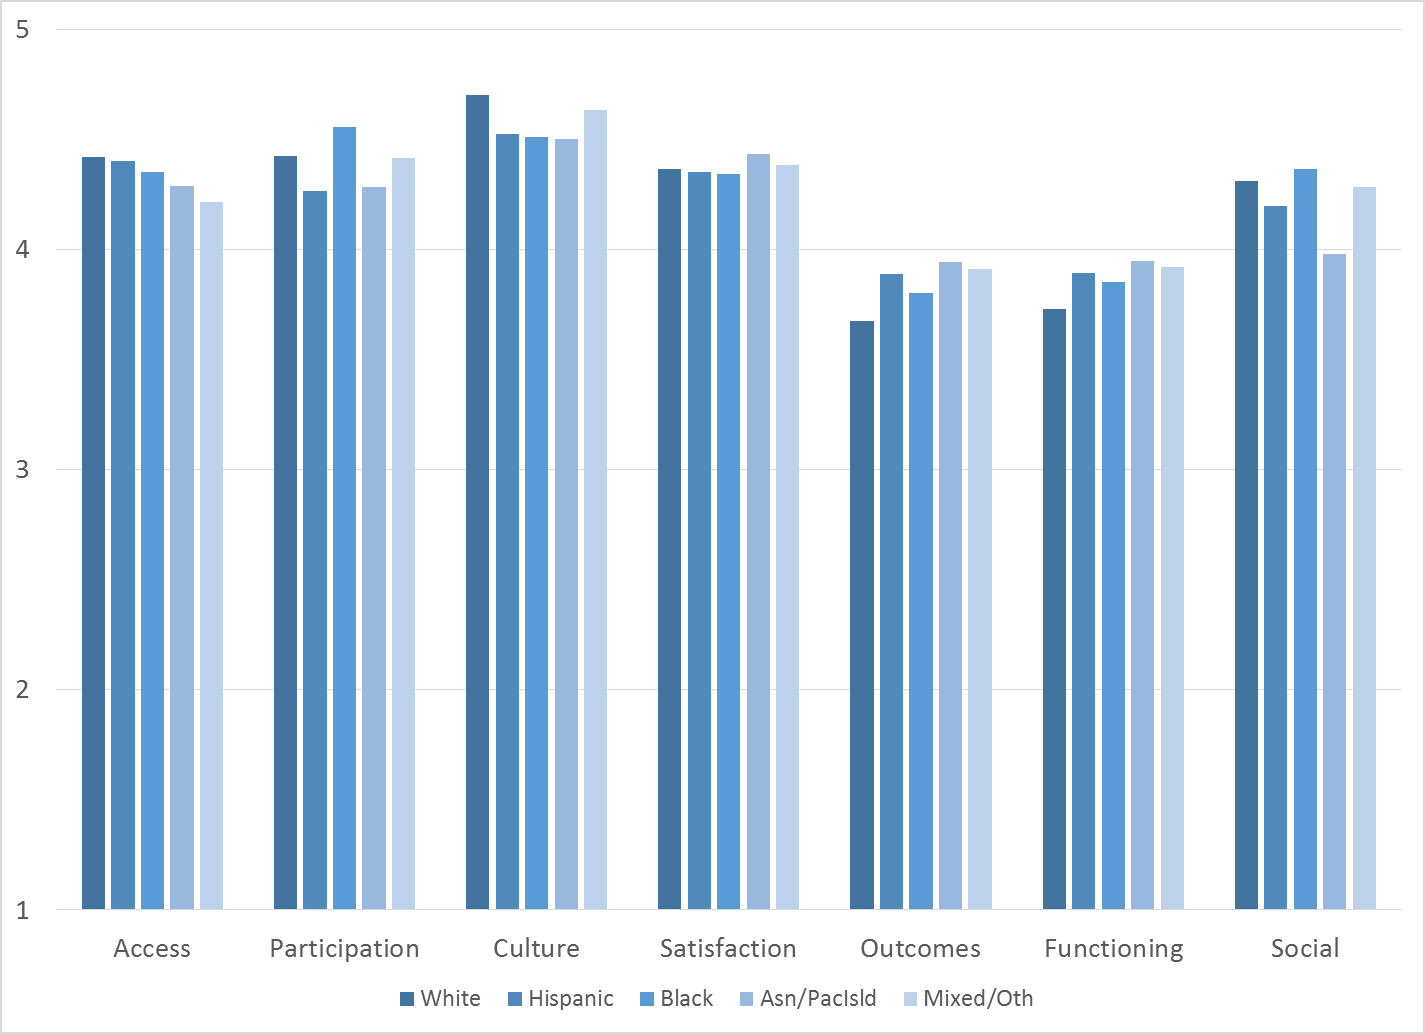 5
4
3
2
1
Access Participation Culture Satisfaction Outcomes Functioning Social
White Hispanic Black Asn/PacIsld Mixed/Oth